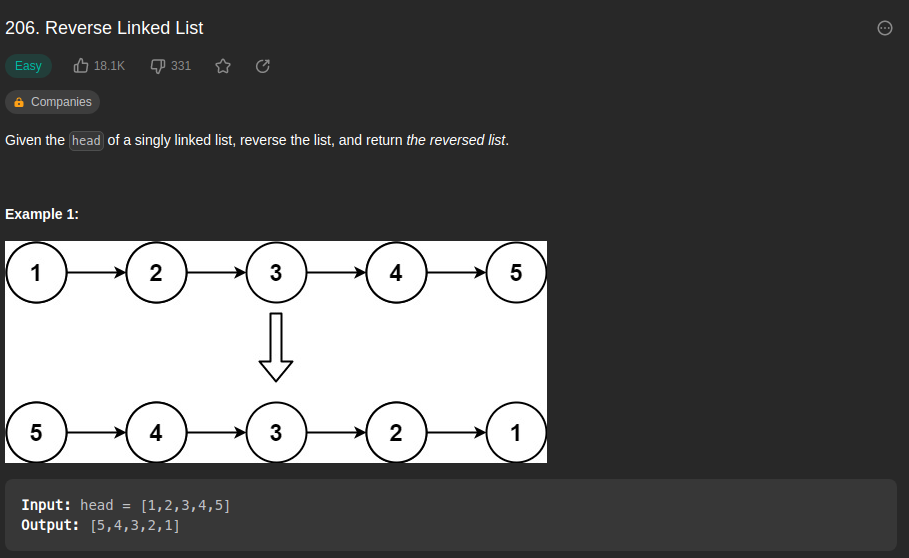 206. Reverse Linked List
Easy 18.1K 331
Companies
Given the head of a singly linked list, reverse the list, and return the reversed list.
Example 1:
1 2 3 4 5
5 4 3 2 1
Input: head = [1,2,3,4,5]
Output: [5,4,3,2,1]